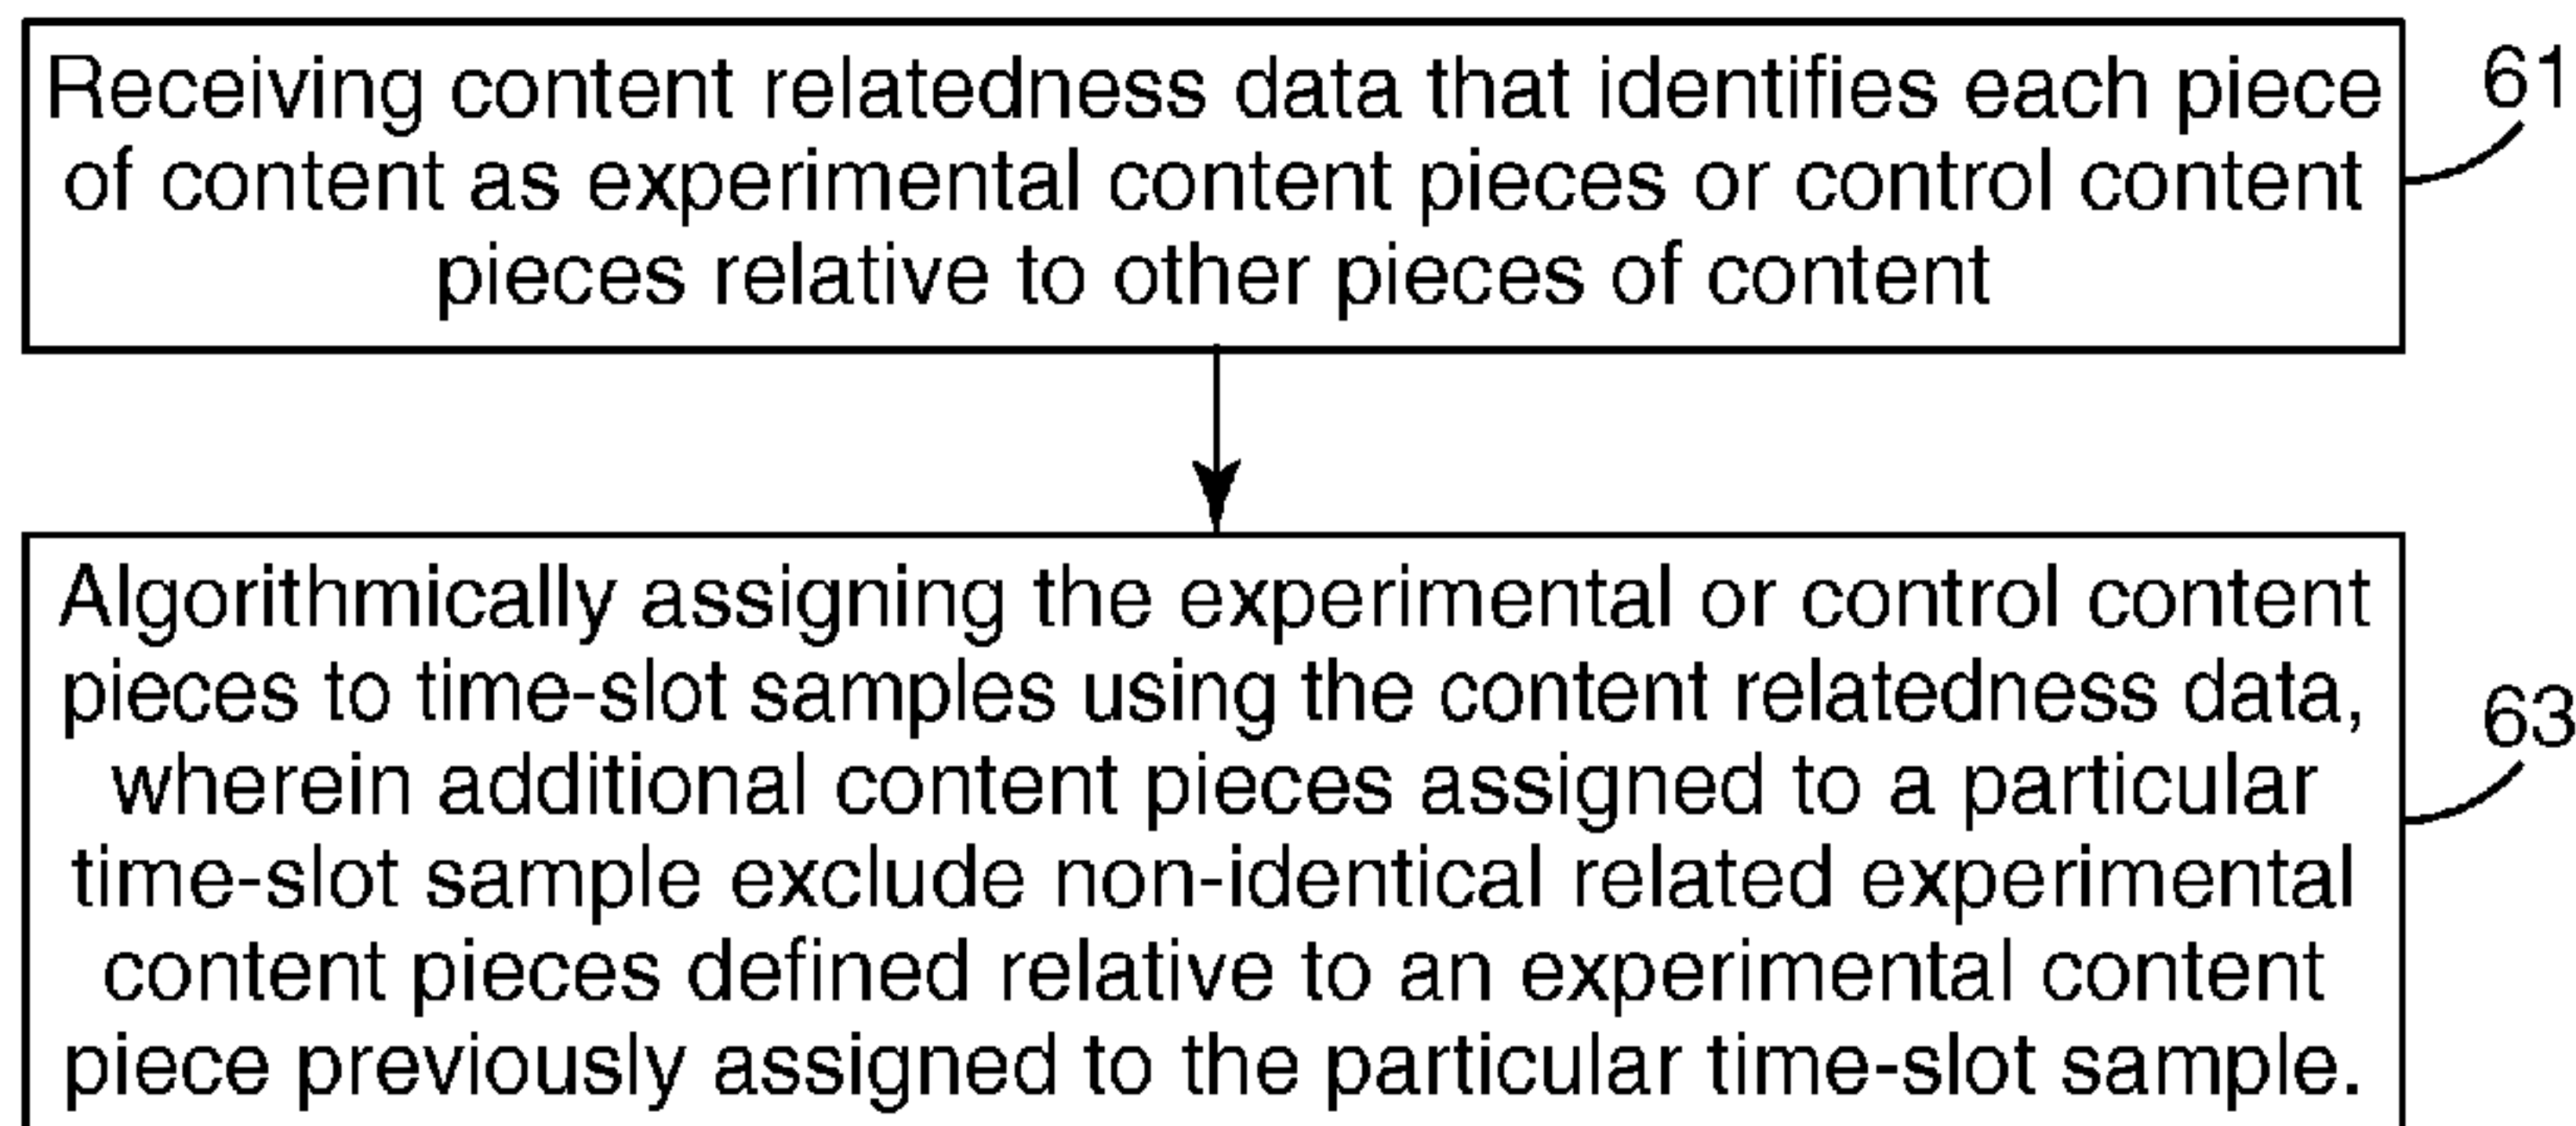 Receiving content relatedness data that identifies each piece
of content as experimental content pieces or control content
pieces relative to other pieces of content
61
Algorithmically assigning the experimental or control content
pieces to time-slot samples using the content relatedness data,
wherein additional content pieces assigned to a particular
time-slot sample exclude non-identical related experimental
content pieces defined relative to an experimental content
piece previously assigned to the particular time-slot sample.
63